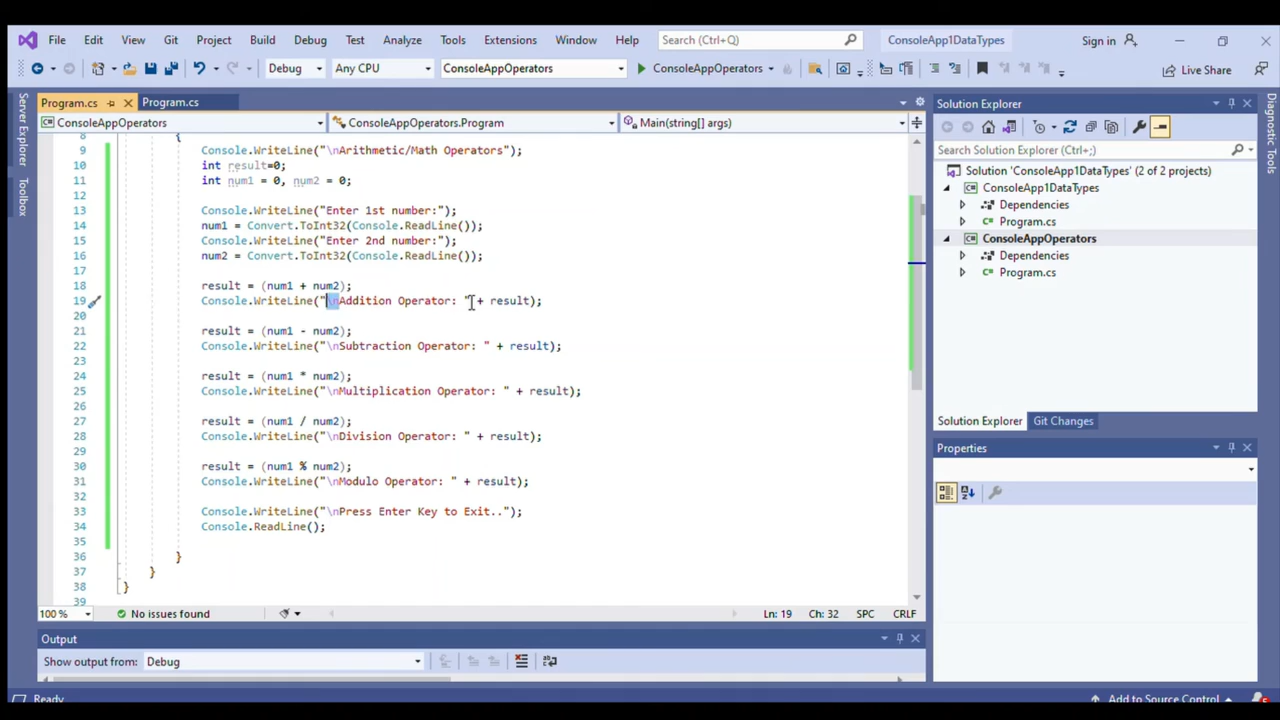 File Edit View Git Project Build Debug Test Analyze Tools Extensions Window Help Search (Ctrl+Q) ConsoleApp1DataTypes Sign in
Debug Any CPU ConsoleAppOperators ConsoleAppOperators Live Share
Server Explorer
Toolbox
Program.cs Program.cs
ConsoleAppOperators ConsoleAppOperators.Program Main(string[] args)
8 {
9 Console.WriteLine("\nArithmetic/Math Operators");
10 int result=0;
11 int num1 = 0, num2 = 0;
12
13 Console.WriteLine("Enter 1st number:");
14 num1 = Convert.ToInt32(Console.ReadLine());
15 Console.WriteLine("Enter 2nd number:");
16 num2 = Convert.ToInt32(Console.ReadLine());
17
18 result = (num1 + num2);
19 Console.WriteLine("\nAddition Operator: " + result);
20
21 result = (num1 - num2);
22 Console.WriteLine("\nSubtraction Operator: " + result);
23
24 result = (num1 * num2);
25 Console.WriteLine("\nMultiplication Operator: " + result);
26
27 result = (num1 / num2);
28 Console.WriteLine("\nDivision Operator: " + result);
29
30 result = (num1 % num2);
31 Console.WriteLine("\nModulo Operator: " + result);
32
33 Console.WriteLine("\nPress Enter Key to Exit..");
34 Console.ReadLine();
35
36 }
37 }
38 }
39
100 % No issues found Ln: 19 Ch: 32 SPC CRLF
Output
Show output from: Debug
Solution Explorer
Search Solution Explorer (Ctrl+;)
Solution 'ConsoleApp1DataTypes' (2 of 2 projects)
ConsoleApp1DataTypes
Dependencies
Program.cs
ConsoleAppOperators
Dependencies
Program.cs
Solution Explorer Git Changes
Properties
Diagnostic Tools
Ready Add to Source Control